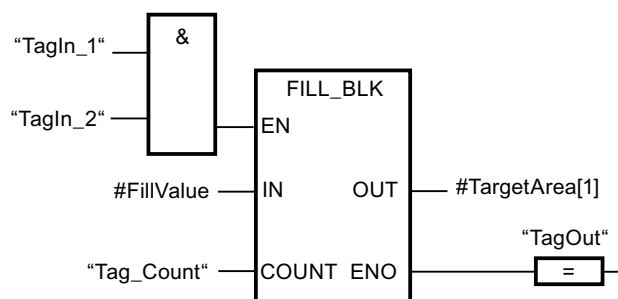 “TagIn_1“
&
“TagIn_2“
FILL_BLK
EN
#FillValue IN OUT #TargetArea[1]
“TagOut“
“Tag_Count“ COUNT ENO =